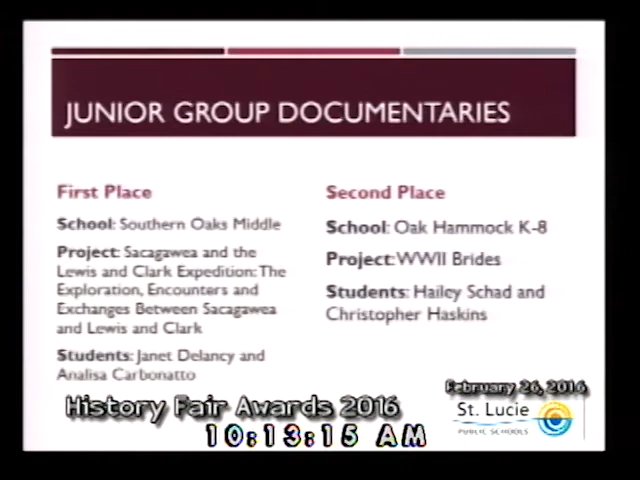 JUNIOR GROUP DOCUMENTARIES
First Place
School: Southern Oaks Middle
Project: Sacagawea and the
Lewis and Clark Expedition: The
Exploration, Encounters and
Exchanges Between Sacagawea
and Lewis and Clark
Students: Janet Delancy and
Analisa Carbonatto
Second Place
School: Oak Hammock K-8
Project: WWII Brides
Students: Hailey Schad and
Christopher Haskins
History Fair Awards 2016
February 26, 2016
St. Lucie
PUBLIC SCHOOLS
10:13:15 AM